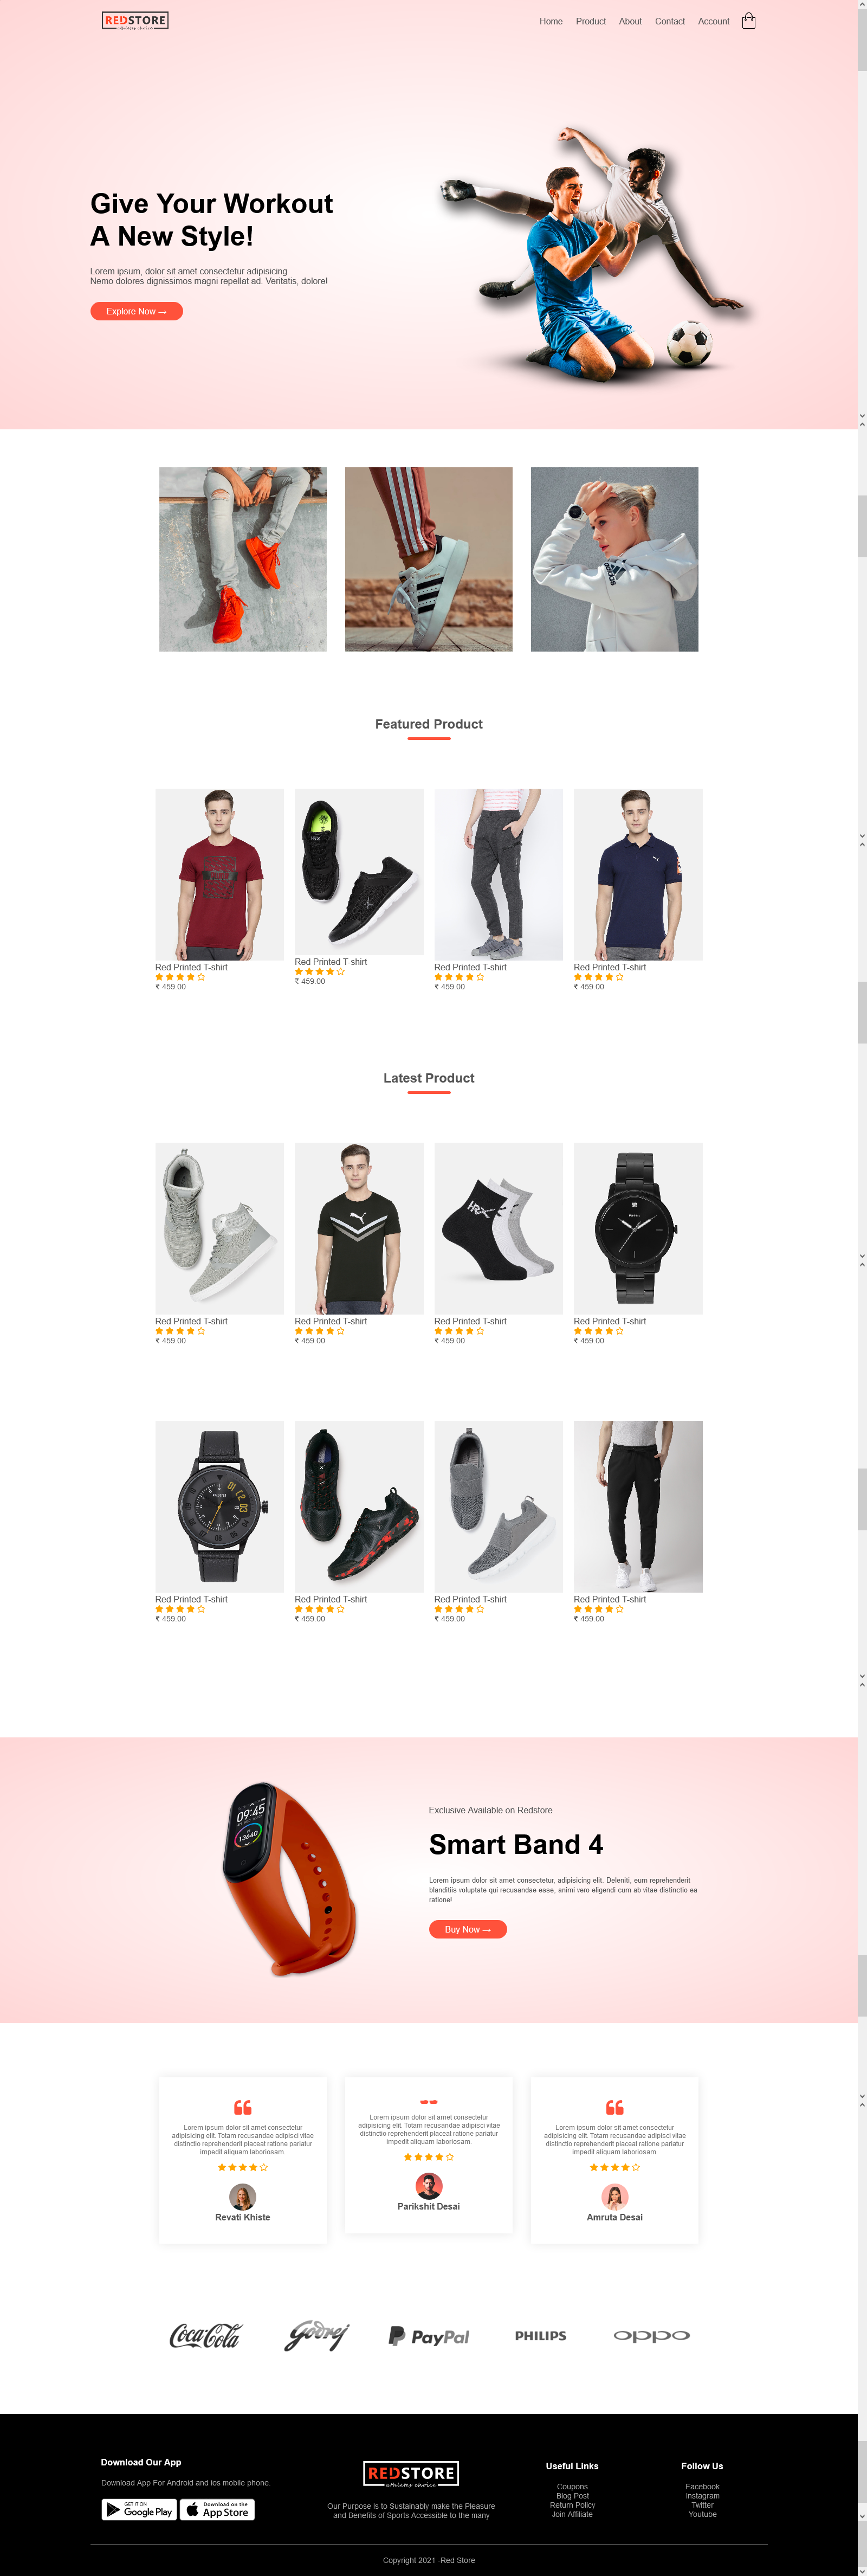 REDSTORE
athletes choice
Home Product About Contact Account
Give Your Workout
A New Style!
Lorem ipsum, dolor sit amet consectetur adipisicing
Nemo dolores dignissimos magni repellat ad. Veritatis, dolore!
Explore Now →
adidas
Featured Product
Red Printed T-shirt
₹ 459.00
Red Printed T-shirt
₹ 459.00
Red Printed T-shirt
₹ 459.00
Red Printed T-shirt
₹ 459.00
Latest Product
HRX
FOSSIL
Red Printed T-shirt
₹ 459.00
Red Printed T-shirt
₹ 459.00
Red Printed T-shirt
₹ 459.00
Red Printed T-shirt
₹ 459.00
Red Printed T-shirt
₹ 459.00
Red Printed T-shirt
₹ 459.00
Red Printed T-shirt
₹ 459.00
Red Printed T-shirt
₹ 459.00
09:45
13640
Exclusive Available on Redstore
Smart Band 4
Lorem ipsum dolor sit amet consectetur, adipisicing elit. Deleniti, eum reprehenderit
blanditiis voluptate qui recusandae esse, animi vero eligendi cum ab vitae distinctio ea
ratione!
Buy Now →
Lorem ipsum dolor sit amet consectetur
adipisicing elit. Totam recusandae adipisci vitae
distinctio reprehenderit placeat ratione pariatur
impedit aliquam laboriosam.
Revati Khiste
Lorem ipsum dolor sit amet consectetur
adipisicing elit. Totam recusandae adipisci vitae
distinctio reprehenderit placeat ratione pariatur
impedit aliquam laboriosam.
Parikshit Desai
Lorem ipsum dolor sit amet consectetur
adipisicing elit. Totam recusandae adipisci vitae
distinctio reprehenderit placeat ratione pariatur
impedit aliquam laboriosam.
Amruta Desai
Coca-Cola
Godrej
PayPal
PHILIPS
oppo
Download Our App
Download App For Android and ios mobile phone.
GET IT ON
Google Play
Download on the
App Store
REDSTORE
athletes choice
Our Purpose Is to Sustainably make the Pleasure
and Benefits of Sports Accessible to the many
Useful Links
Coupons
Blog Post
Return Policy
Join Affiliate
Follow Us
Facebook
Instagram
Twitter
Youtube
Copyright 2021 -Red Store